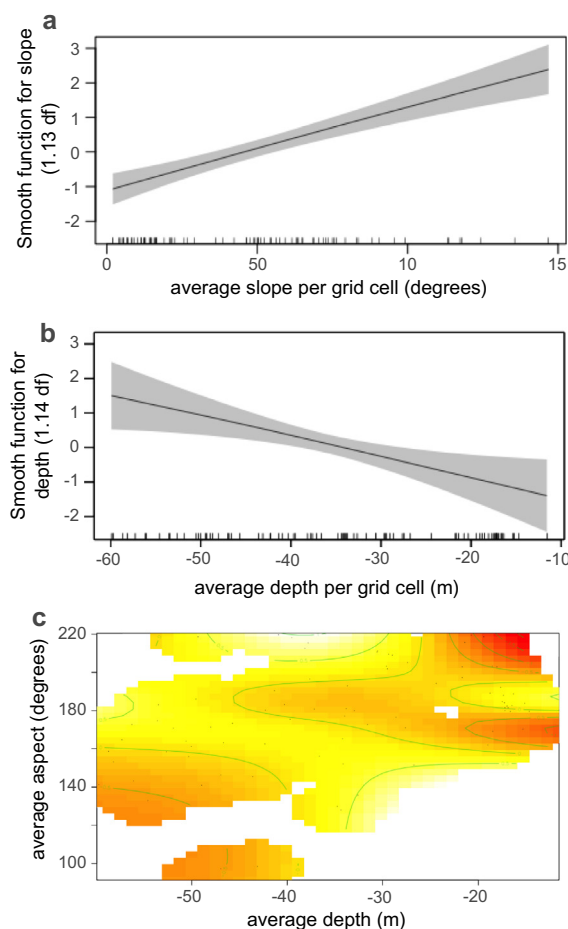 a
Smooth function for slope
(1.13 df)
3
2
1
0
-1
-2
0
50
10
15
average slope per grid cell (degrees)
b
Smooth function for
depth (1.14 df)
3
2
1
0
-1
-2
-60
-50
-40
-30
-20
-10
average depth per grid cell (m)
c
average aspect (degrees)
220
180
140
100
-50
-40
-30
-20
average depth (m)